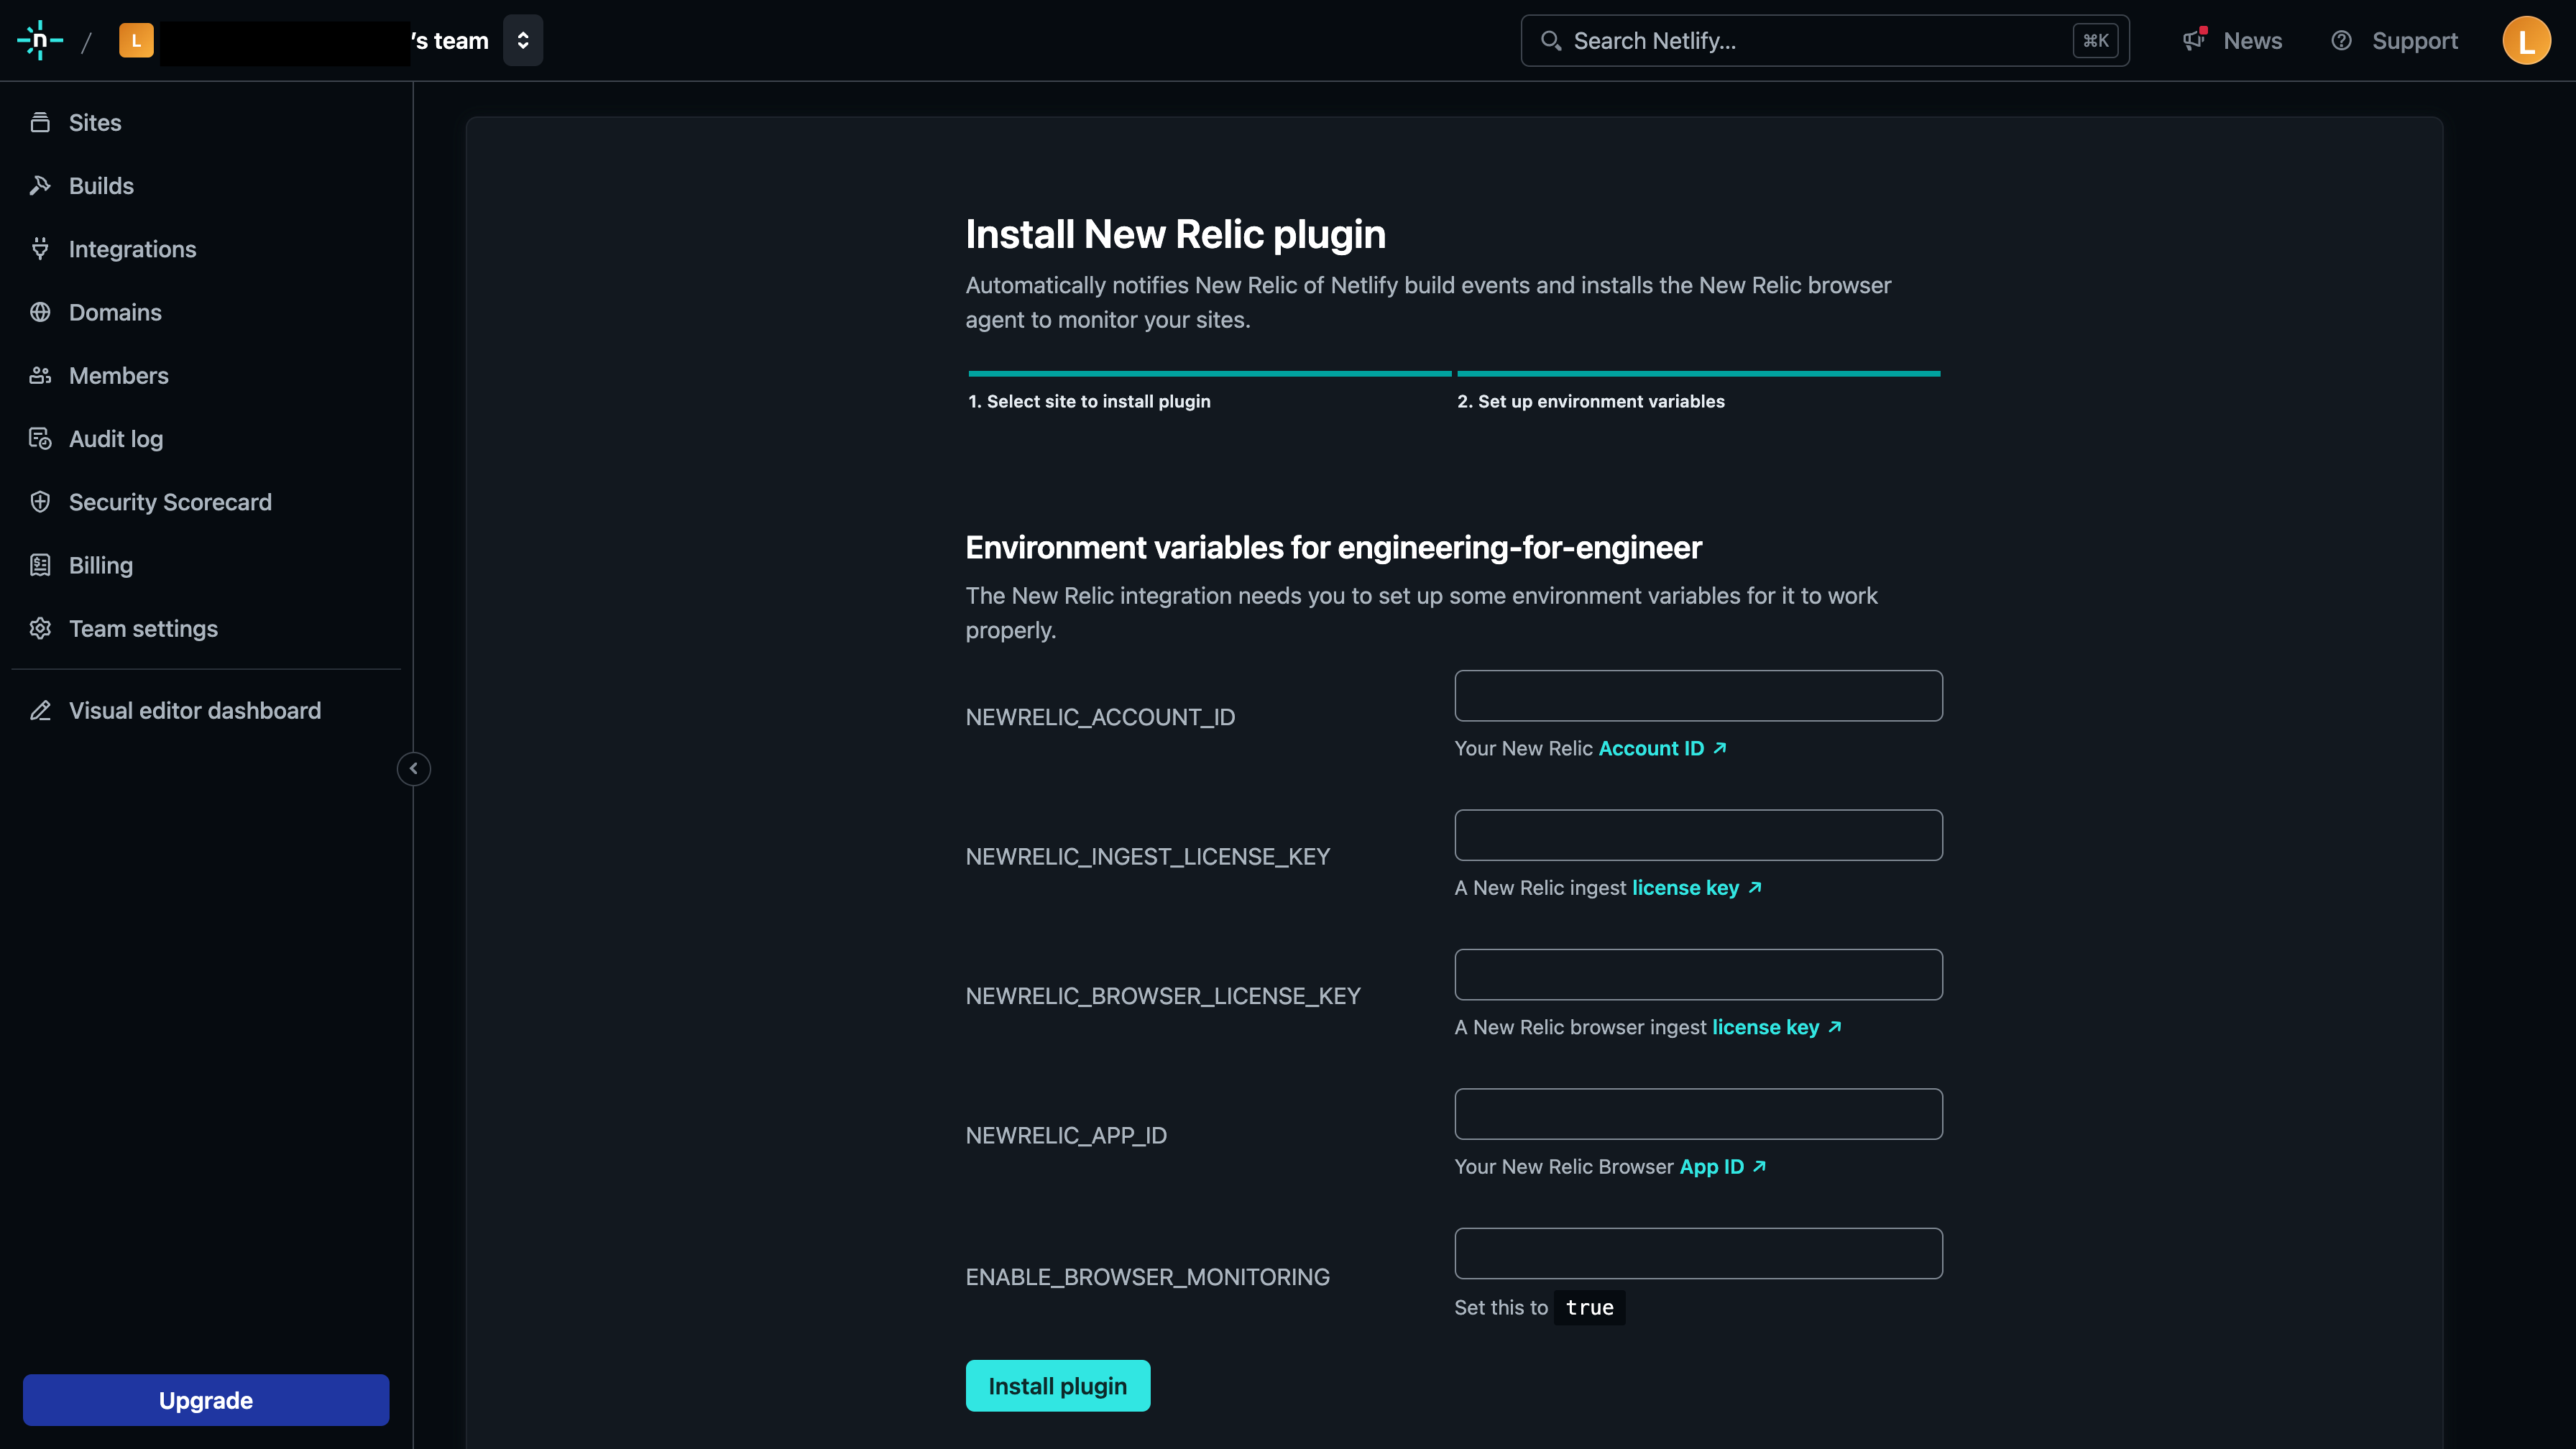 n / L 's team
Search Netlify... ⌘K
News
Support
L
Sites
Builds
Integrations
Domains
Members
Audit log
Security Scorecard
Billing
Team settings
Visual editor dashboard
Upgrade
Install New Relic plugin
Automatically notifies New Relic of Netlify build events and installs the New Relic browser
agent to monitor your sites.
1. Select site to install plugin
2. Set up environment variables
Environment variables for engineering-for-engineer
The New Relic integration needs you to set up some environment variables for it to work
properly.
NEWRELIC_ACCOUNT_ID
Your New Relic Account ID ↗
NEWRELIC_INGEST_LICENSE_KEY
A New Relic ingest license key ↗
NEWRELIC_BROWSER_LICENSE_KEY
A New Relic browser ingest license key ↗
NEWRELIC_APP_ID
Your New Relic Browser App ID ↗
ENABLE_BROWSER_MONITORING
Set this to true
Install plugin